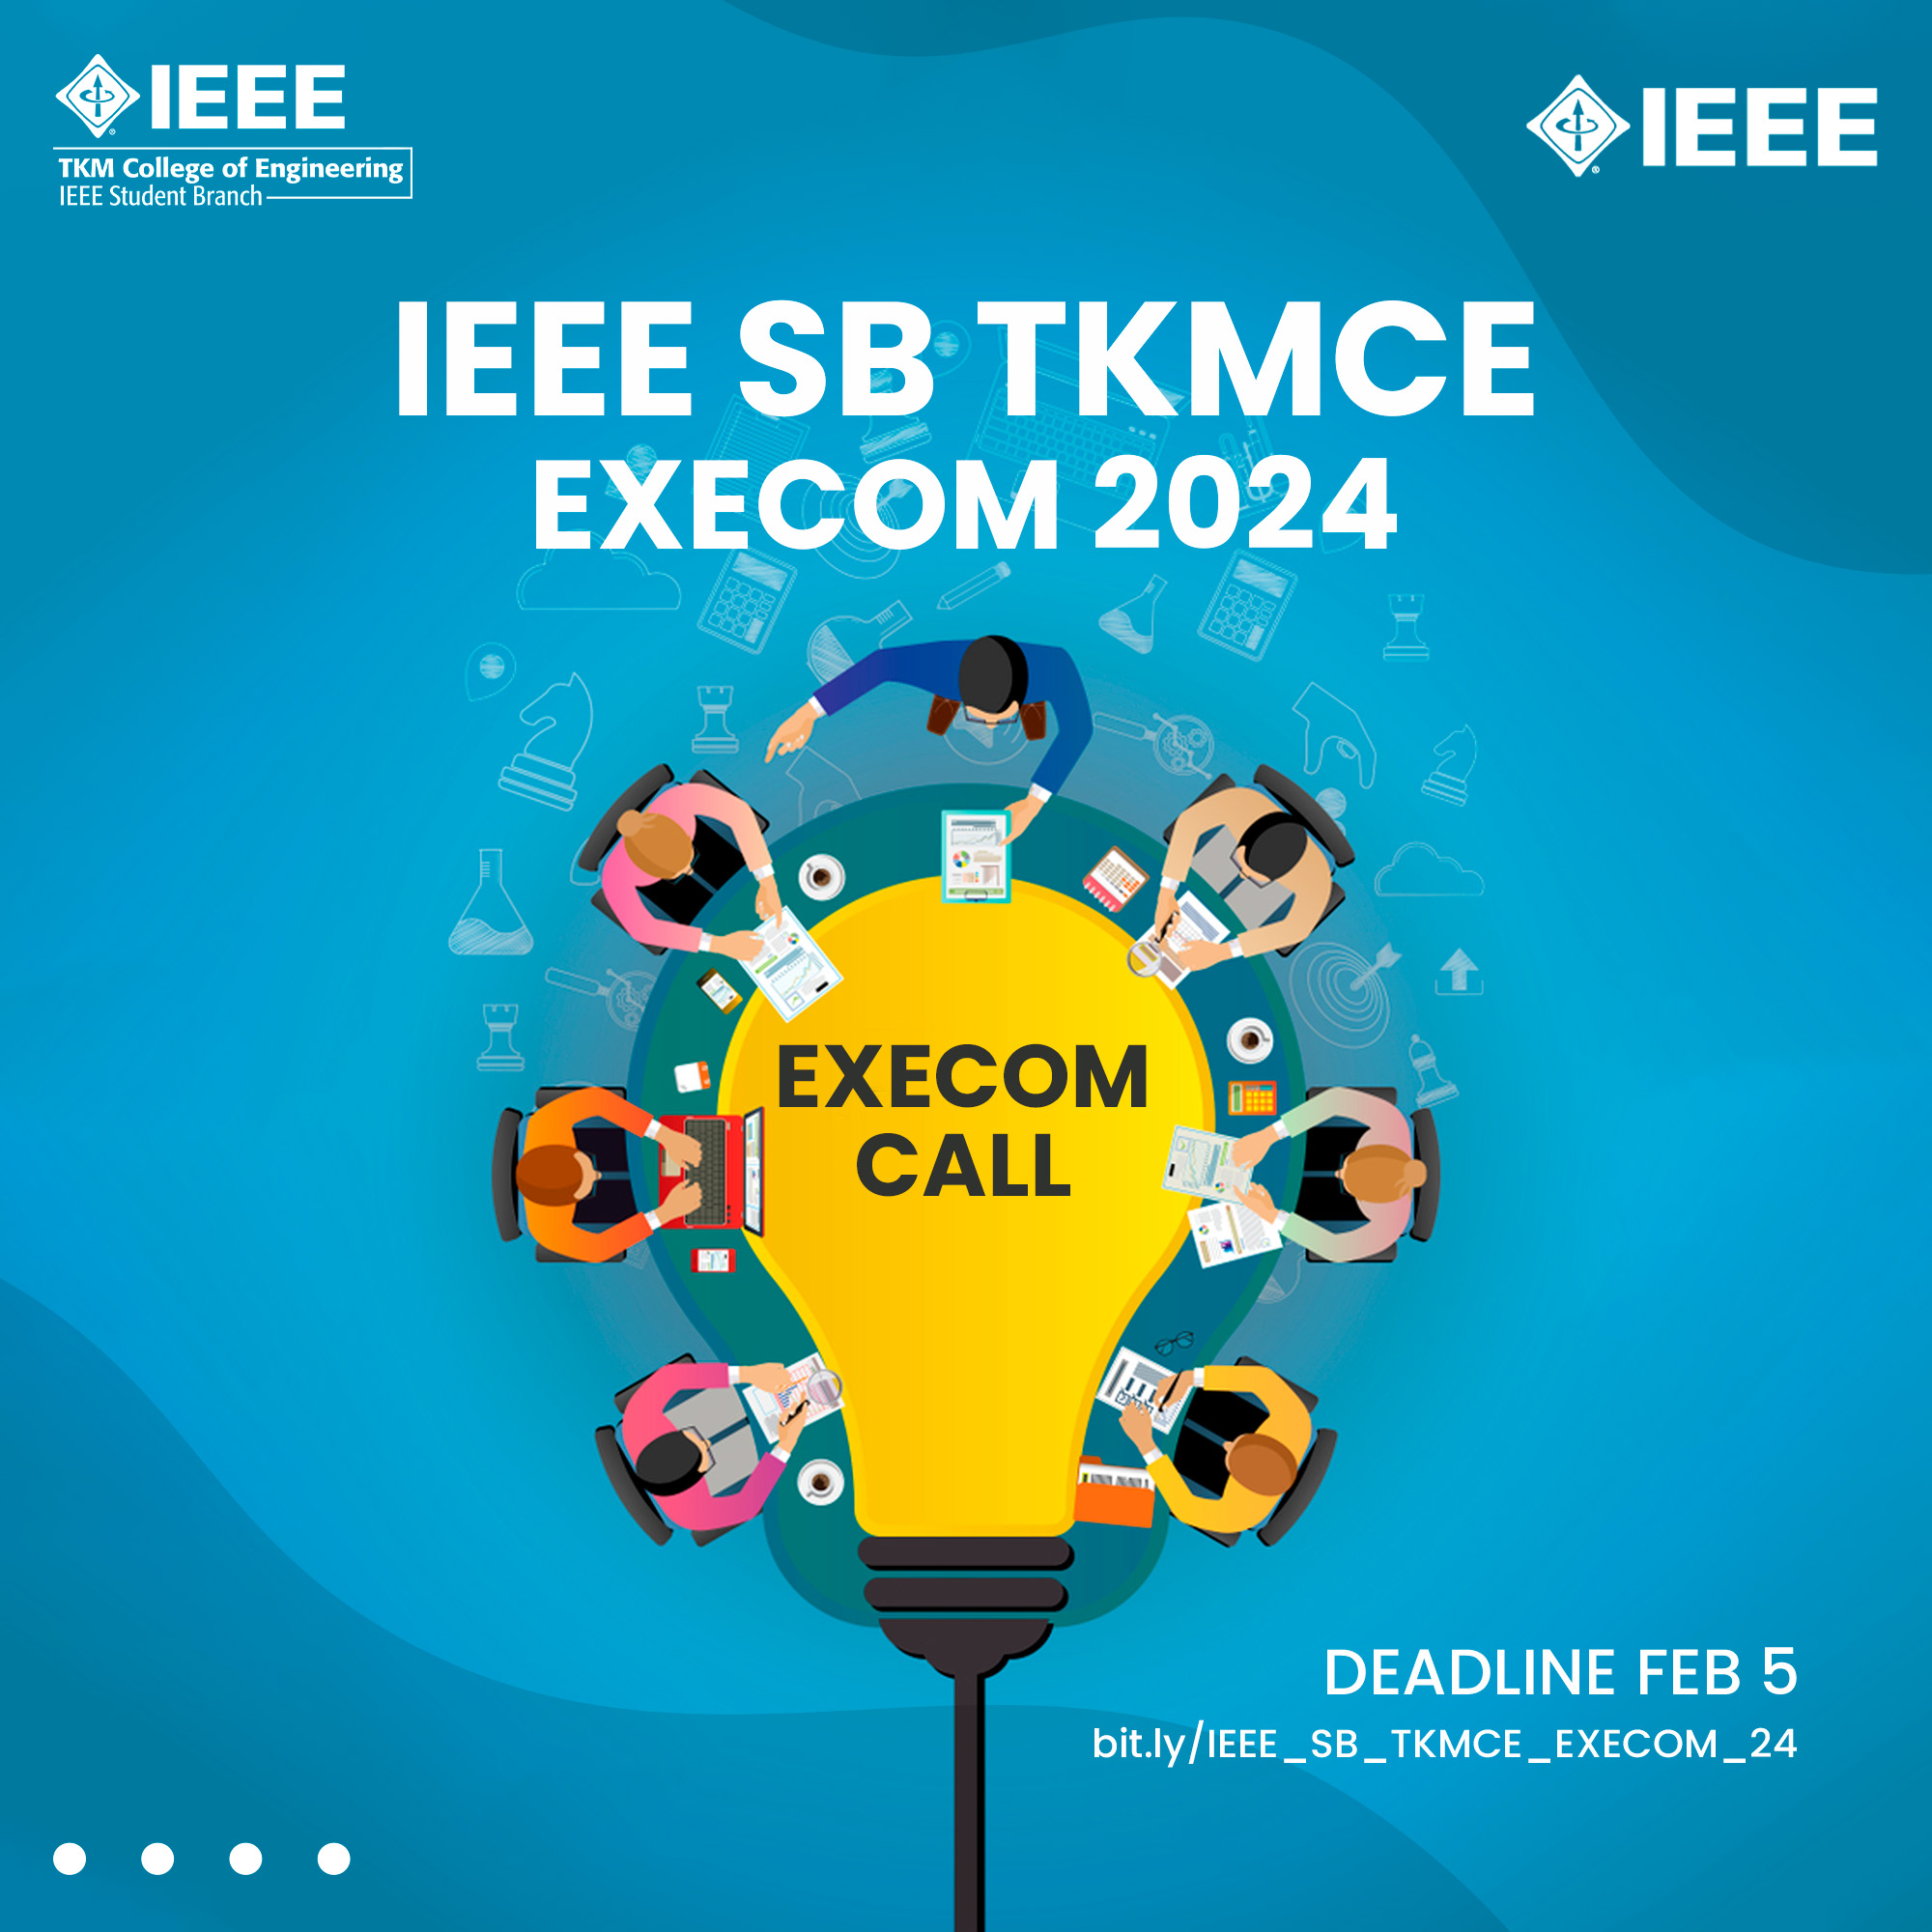 IEEE
TKM College of Engineering
IEEE Student Branch
IEEE
IEEE SB TKMCE
EXECOM 2024
EXECOM
CALL
DEADLINE FEB 5
bit.ly/IEEE_SB_TKMCE_EXECOM_24